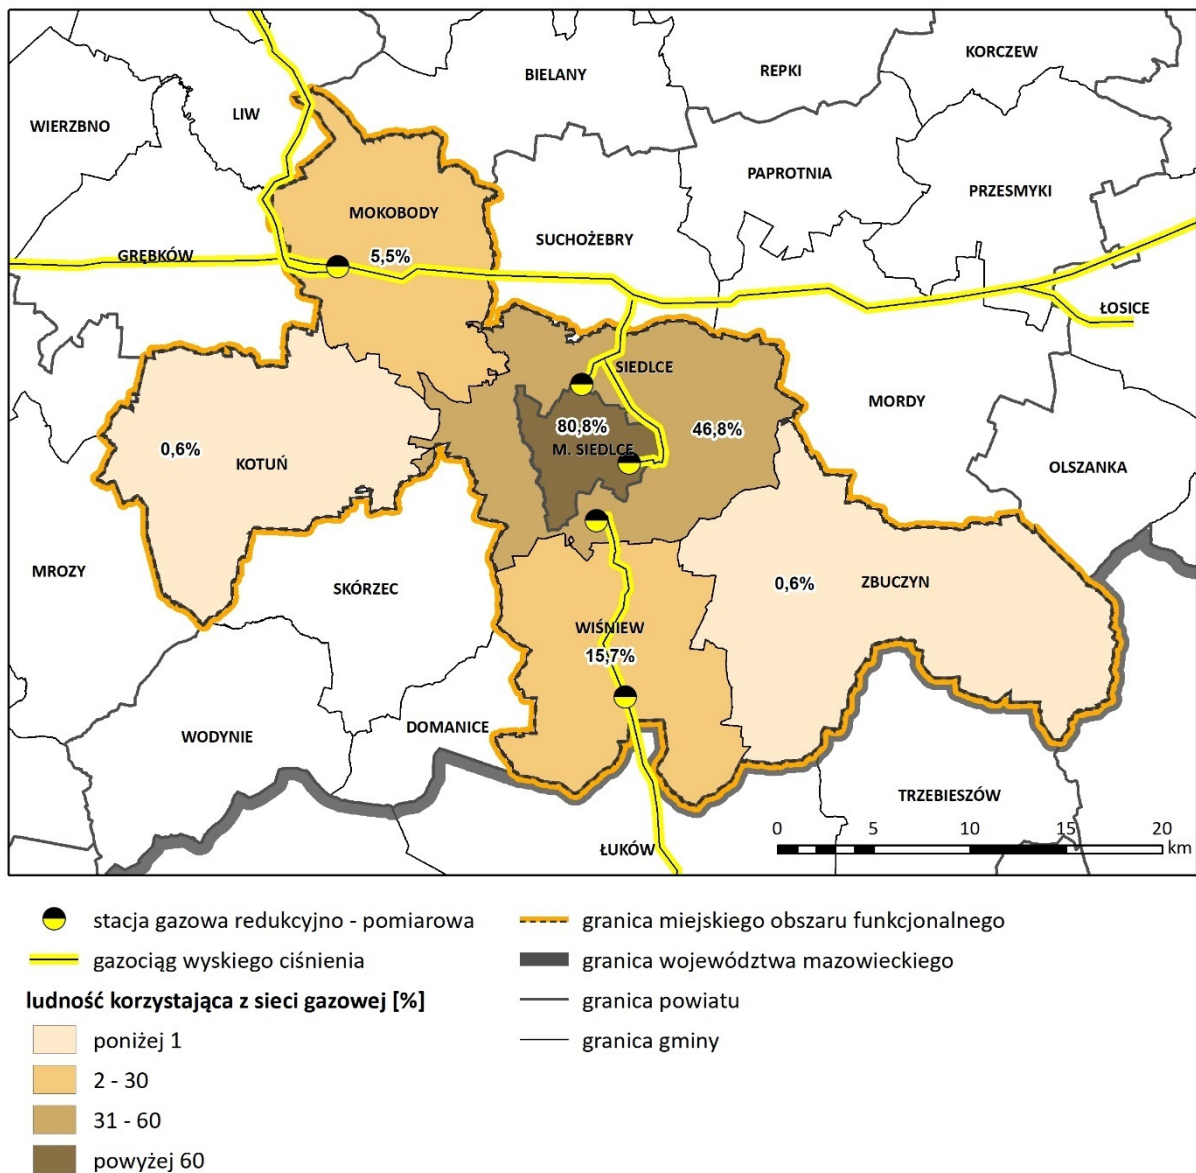 KORCZEW
BIELANY
REPKI
LIW
WIERZBNO
PAPROTNIA
PRZESMYKI
MOKOBODY
SUCHOŻEBRY
GRĘBKÓW
5,5%
ŁOSICE
SIEDLCE
MORDY
80,8%
46,8%
M. SIEDLCE
0,6%
KOTUŃ
OLSZANKA
MROZY
SKÓRZEC
0,6%
ZBUCZYN
WIŚNIEW
15,7%
DOMANICE
WODYNIE
TRZEBIESZÓW
ŁUKÓW
0 5 10 15 20
km
stacja gazowa redukcyjno - pomiarowa
gazociąg wyskiego ciśnienia
ludność korzystająca z sieci gazowej [%]
poniżej 1
2 - 30
31 - 60
powyżej 60
granica miejskiego obszaru funkcjonalnego
granica województwa mazowieckiego
granica powiatu
granica gminy